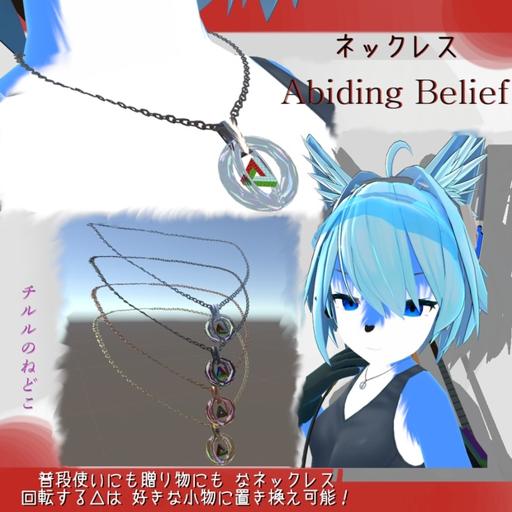 ネックレス
Abiding Belief
チルルのねどこ
普段使いにも贈り物にも なネックレス
回転する△は 好きな小物に置き換え可能！